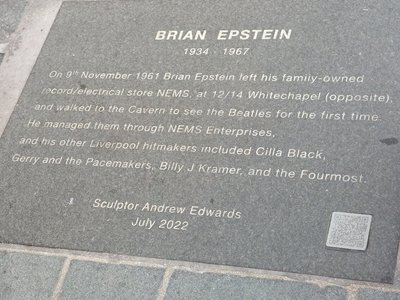 BRIAN EPSTEIN
1934 - 1967
On 9th November 1961 Brian Epstein left his family-owned
record/electrical store NEMS, at 12/14 Whitechapel (opposite),
and walked to the Cavern to see the Beatles for the first time.
He managed them through NEMS Enterprises,
and his other Liverpool hitmakers included Cilla Black,
Gerry and the Pacemakers, Billy J Kramer, and the Fourmost.
Sculptor Andrew Edwards
July 2022